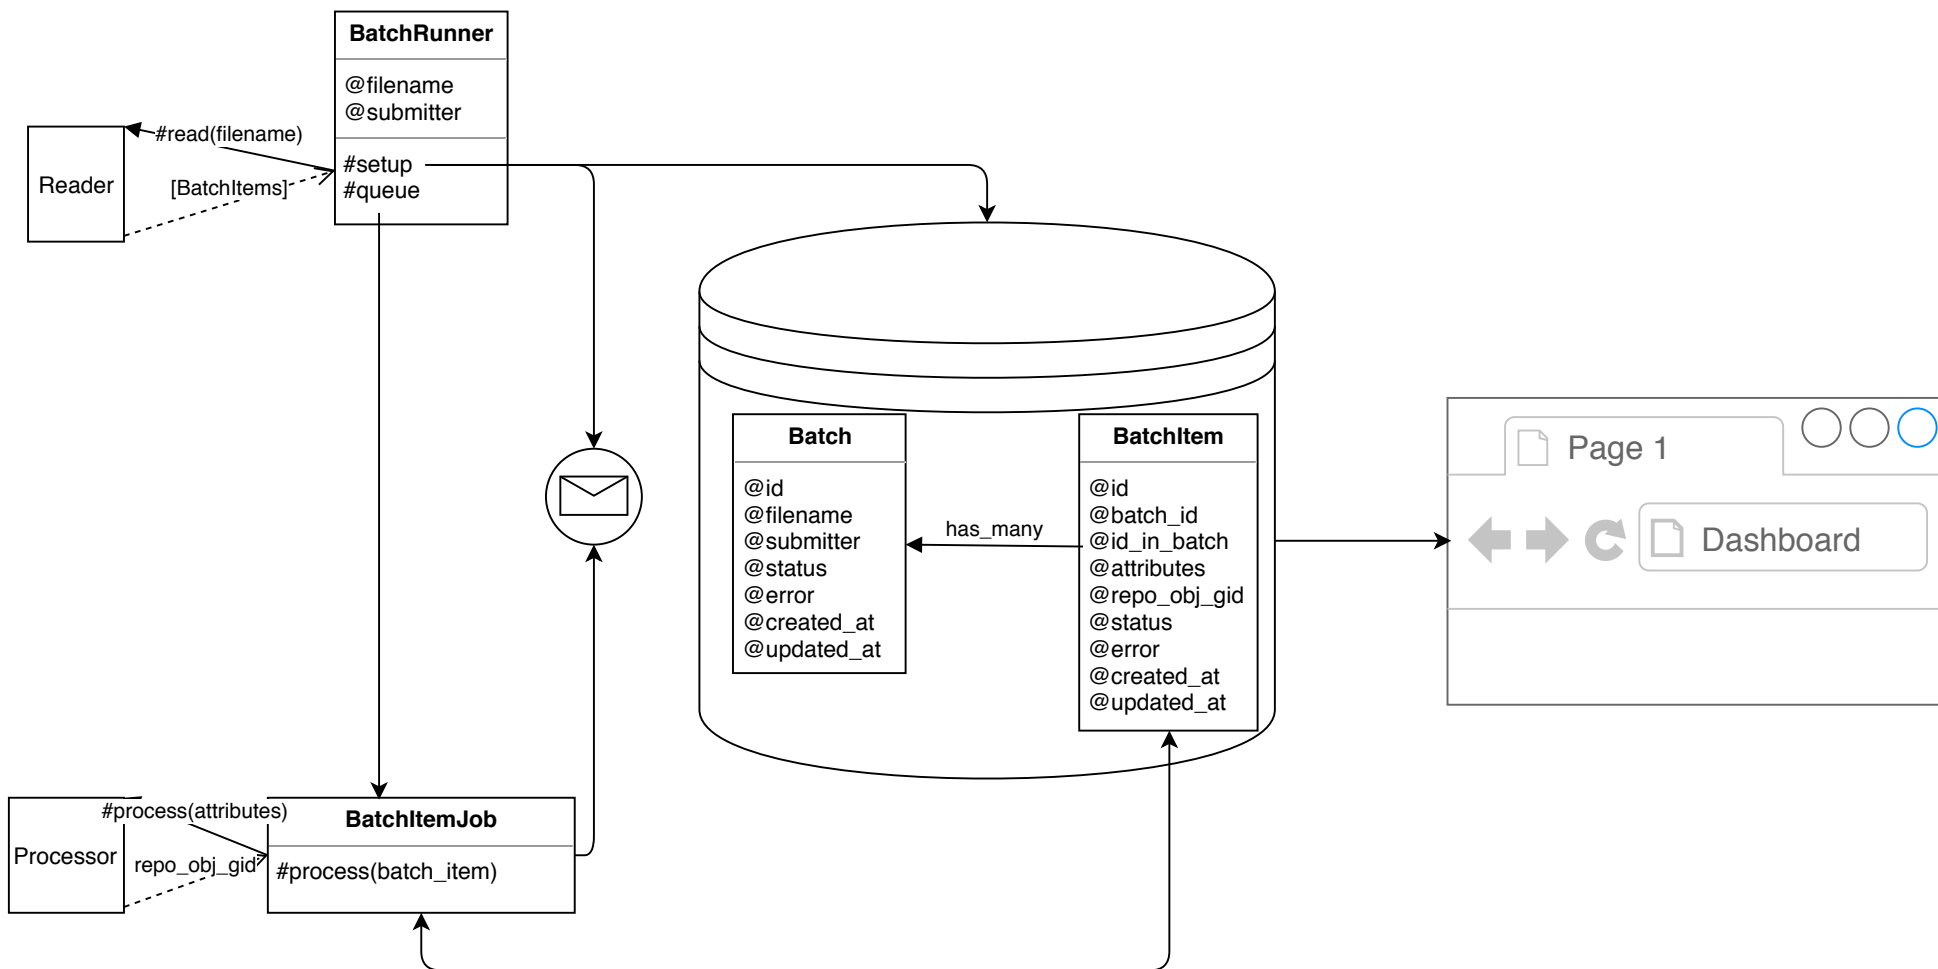 BatchRunner
@filename
@submitter
#setup
#queue
#read(filename)
[BatchItems]
Reader
Batch
@id
@filename
@submitter
@status
@error
@created_at
@updated_at
has_many
BatchItem
@id
@batch_id
@id_in_batch
@attributes
@repo_obj_gid
@status
@error
@created_at
@updated_at
Page 1
Dashboard
#process(attributes)
Processor
repo_obj_gid
BatchItemJob
#process(batch_item)